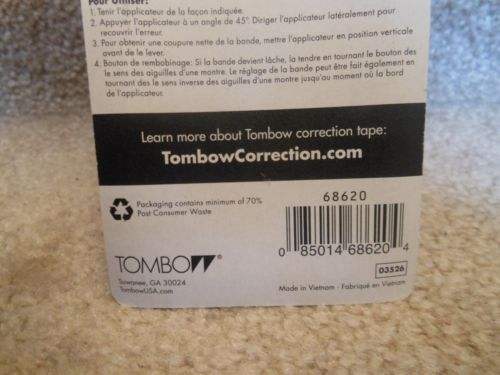 Pour Utiliser:
1. Tenir l'applicateur de la façon indiquée.
2. Appuyer l'applicateur à un angle de 45°. Diriger l'applicateur latéralement pour
recouvrir l'erreur.
3. Pour obtenir une coupure nette de la bande, mettre l'applicateur en position verticale
avant de le lever.
4. Bouton de rembobinage: Si la bande devient lâche, la tendre en tournant le bouton dans
le sens des aiguilles d'une montre. Le réglage de la bande peut être fait également en
tournant des le sens inverse des aiguilles d'une montre jusqu'au moment où la bord
de l'applicateur.
Learn more about Tombow correction tape:
TombowCorrection.com
Packaging contains minimum of 70%
Post Consumer Waste
68620
0 85014 68620 4
TOMBOW®
Suwanee, GA 30024
TombowUSA.com
03526
Made in Vietnam - Fabriqué en Vietnam